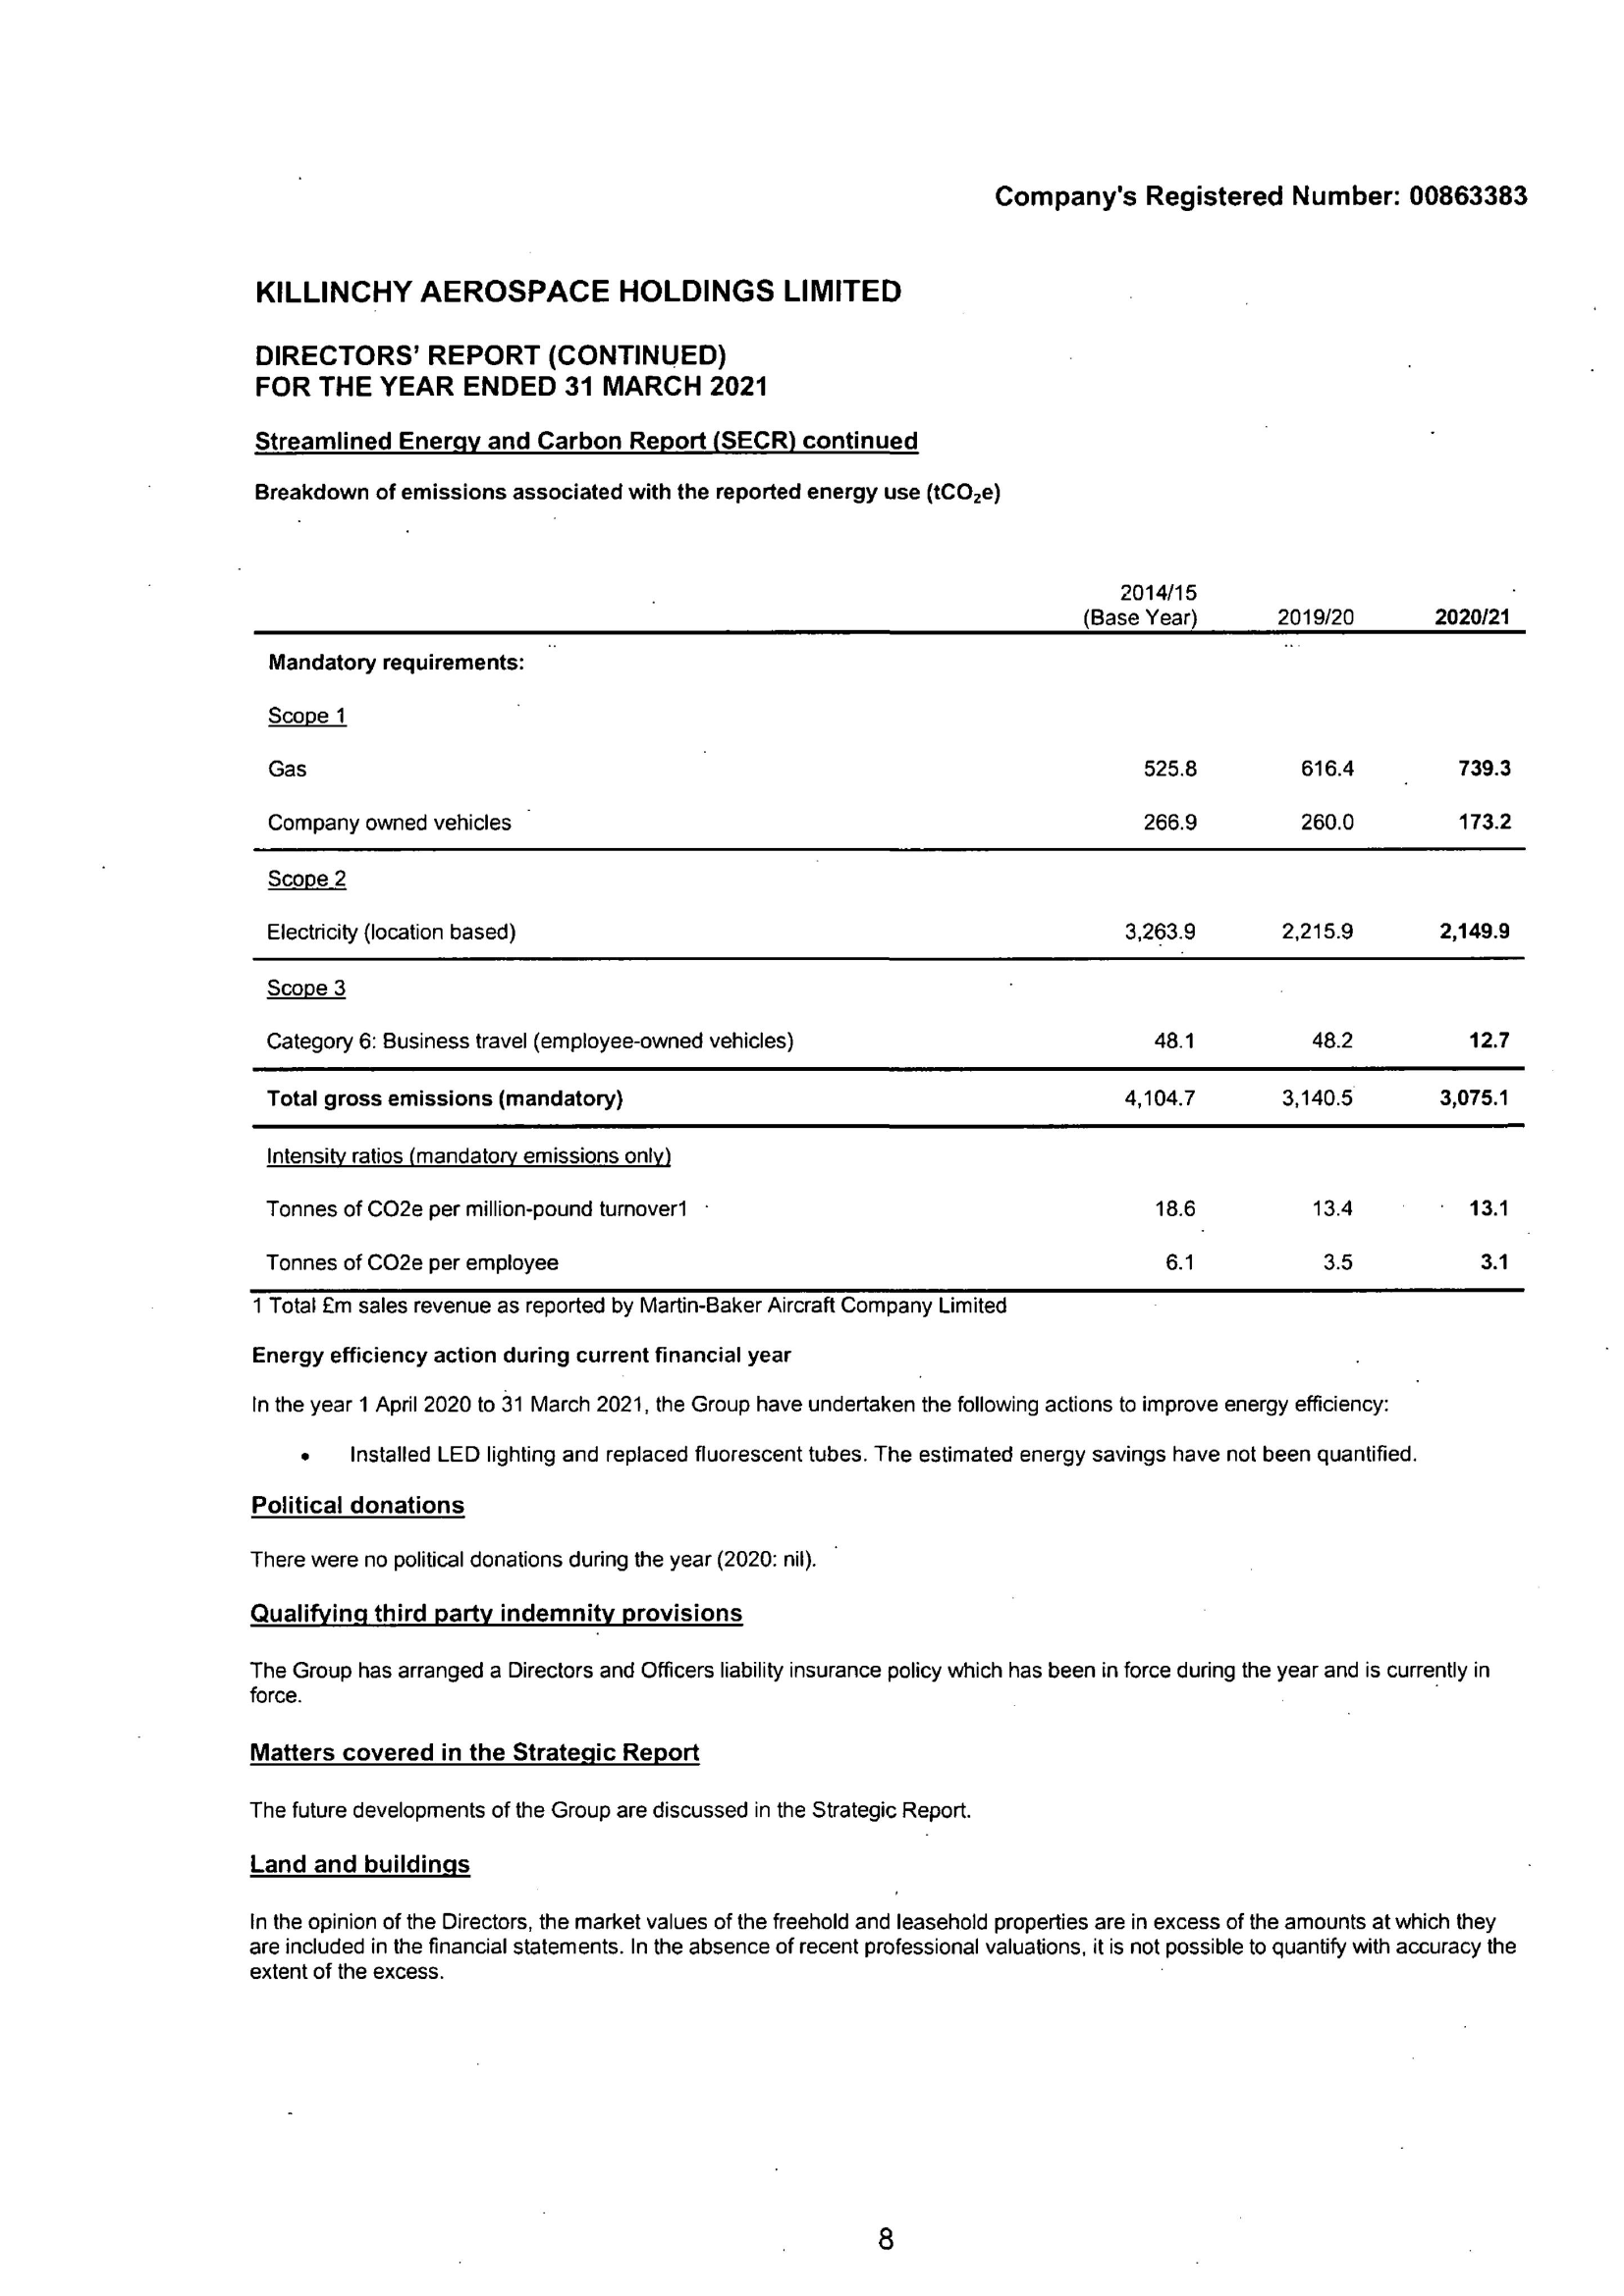 Company's Registered Number: 00863383
KILLINCHY AEROSPACE HOLDINGS LIMITED
DIRECTORS' REPORT (CONTINUED)
FOR THE YEAR ENDED 31 MARCH 2021
Streamlined Energy and Carbon Report (SECR) continued
Breakdown of emissions associated with the reported energy use (tCO₂e)
2014/15
(Base Year) 2019/20 2020/21
Mandatory requirements:
Scope 1
Gas 525.8 616.4 739.3
Company owned vehicles 266.9 260.0 173.2
Scope 2
Electricity (location based) 3,263.9 2,215.9 2,149.9
Scope 3
Category 6: Business travel (employee-owned vehicles) 48.1 48.2 12.7
Total gross emissions (mandatory) 4,104.7 3,140.5 3,075.1
Intensity ratios (mandatory emissions only)
Tonnes of CO2e per million-pound turnover1 18.6 13.4 13.1
Tonnes of CO2e per employee 6.1 3.5 3.1
1 Total £m sales revenue as reported by Martin-Baker Aircraft Company Limited
Energy efficiency action during current financial year
In the year 1 April 2020 to 31 March 2021, the Group have undertaken the following actions to improve energy efficiency:
• Installed LED lighting and replaced fluorescent tubes. The estimated energy savings have not been quantified.
Political donations
There were no political donations during the year (2020: nil).
Qualifying third party indemnity provisions
The Group has arranged a Directors and Officers liability insurance policy which has been in force during the year and is currently in
force.
Matters covered in the Strategic Report
The future developments of the Group are discussed in the Strategic Report.
Land and buildings
In the opinion of the Directors, the market values of the freehold and leasehold properties are in excess of the amounts at which they
are included in the financial statements. In the absence of recent professional valuations, it is not possible to quantify with accuracy the
extent of the excess.
8